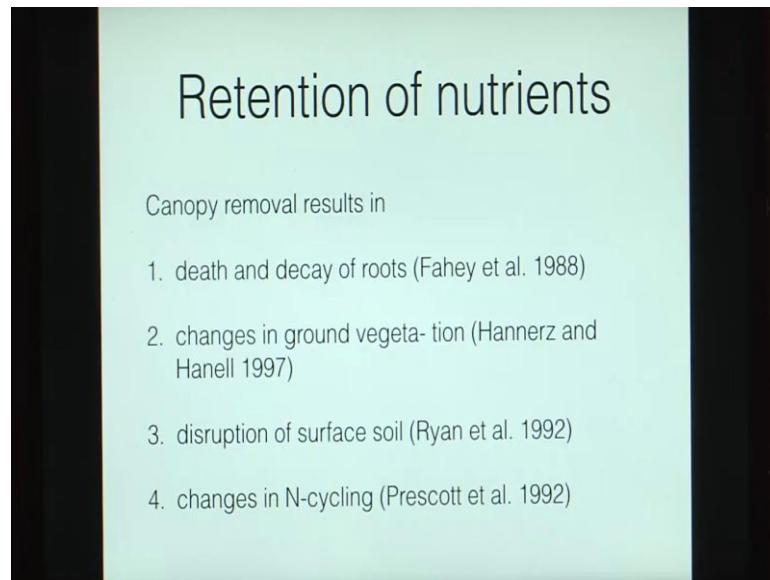 Retention of nutrients
Canopy removal results in
1. death and decay of roots (Fahey et al. 1988)
2. changes in ground vegeta- tion (Hannerz and
Hanell 1997)
3. disruption of surface soil (Ryan et al. 1992)
4. changes in N-cycling (Prescott et al. 1992)